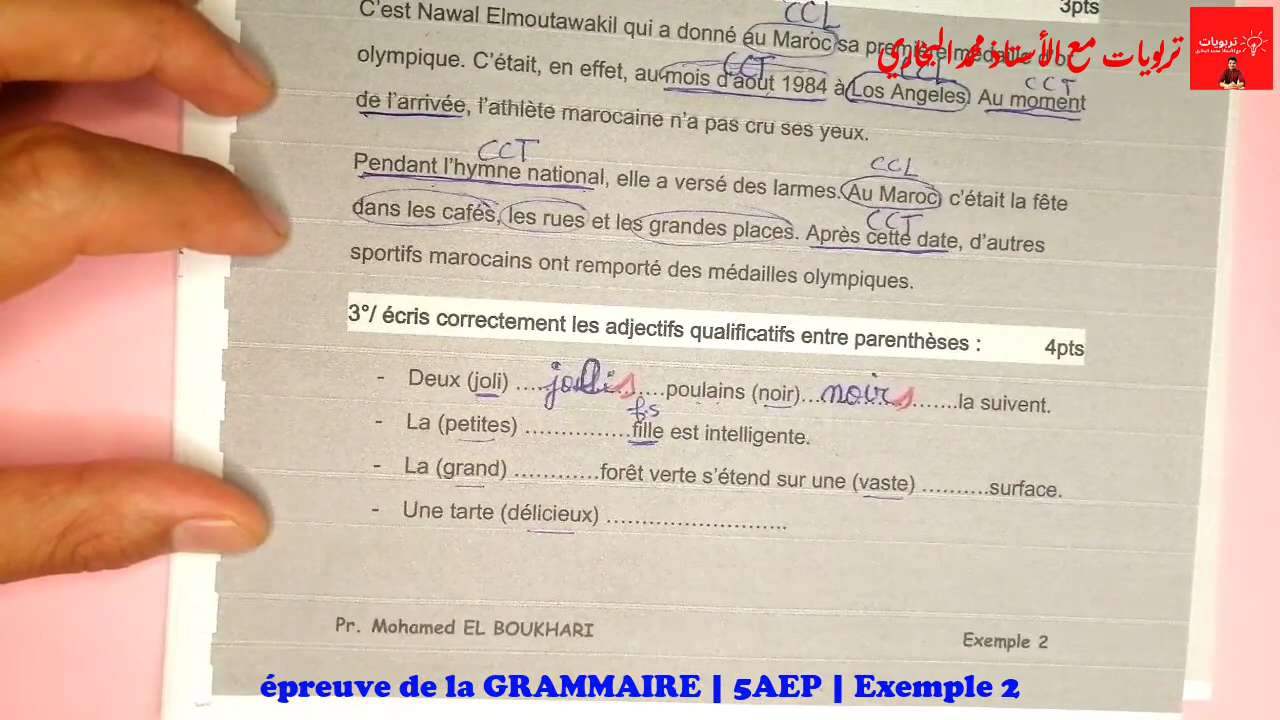 3pts
CCL
C'est Nawal Elmoutawakil qui a donné au Maroc sa première médaille d'or
تربويات مع الأستاذ محمد البخاري
تربويات
CCT CCL CCT
olympique. C'était, en effet, au mois d'août 1984 à Los Angeles. Au moment
de l'arrivée, l'athlète marocaine n'a pas cru ses yeux.
CCT CCL
Pendant l'hymne national, elle a versé des larmes. Au Maroc c'était la fête
CCT
dans les cafés, les rues et les grandes places. Après cette date, d'autres
sportifs marocains ont remporté des médailles olympiques.
3°/ écris correctement les adjectifs qualificatifs entre parenthèses : 4pts
- Deux (joli) .... jolis ....poulains (noir)... noirs .......la suivent.
f.s
- La (petites) ...............fille est intelligente.
- La (grand) ............forêt verte s'étend sur une (vaste) ..........surface.
- Une tarte (délicieux) .........................
Pr. Mohamed EL BOUKHARI
Exemple 2
épreuve de la GRAMMAIRE | 5AEP | Exemple 2